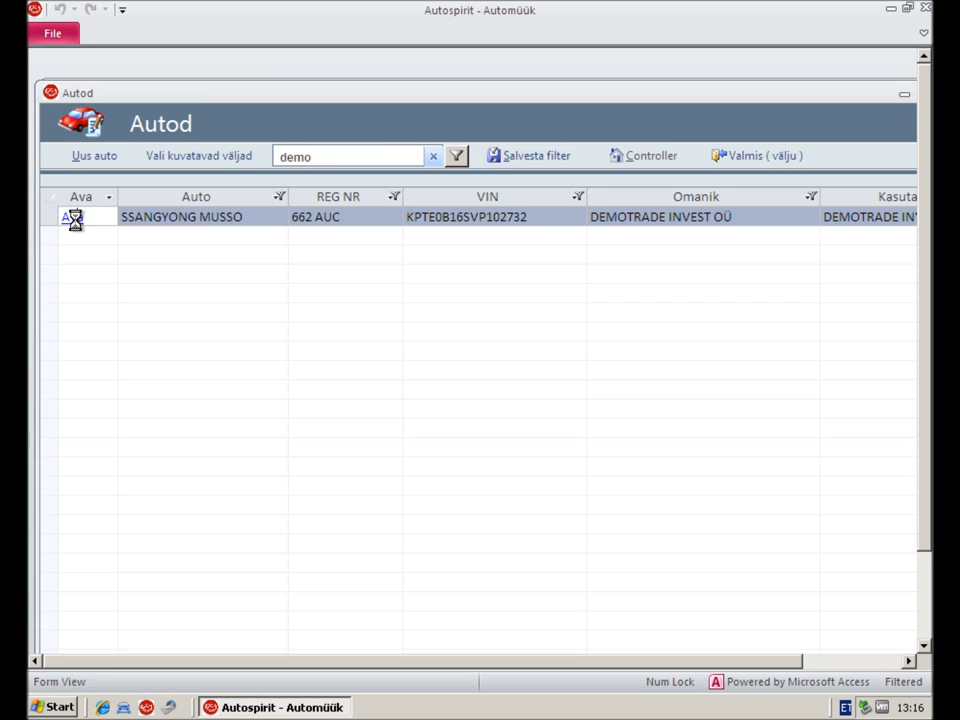 Autospirit - Automüük
File
Autod
Autod
Uus auto Vali kuvatavad väljad demo Salvesta filter Controller Valmis ( välju )
Ava Auto REG NR VIN Omanik Kasuta
SSANGYONG MUSSO 662 AUC KPTE0B16SVP102732 DEMOTRADE INVEST OÜ DEMOTRADE IN
Form View Num Lock Powered by Microsoft Access Filtered
Start Autospirit - Automüük ET 13:16